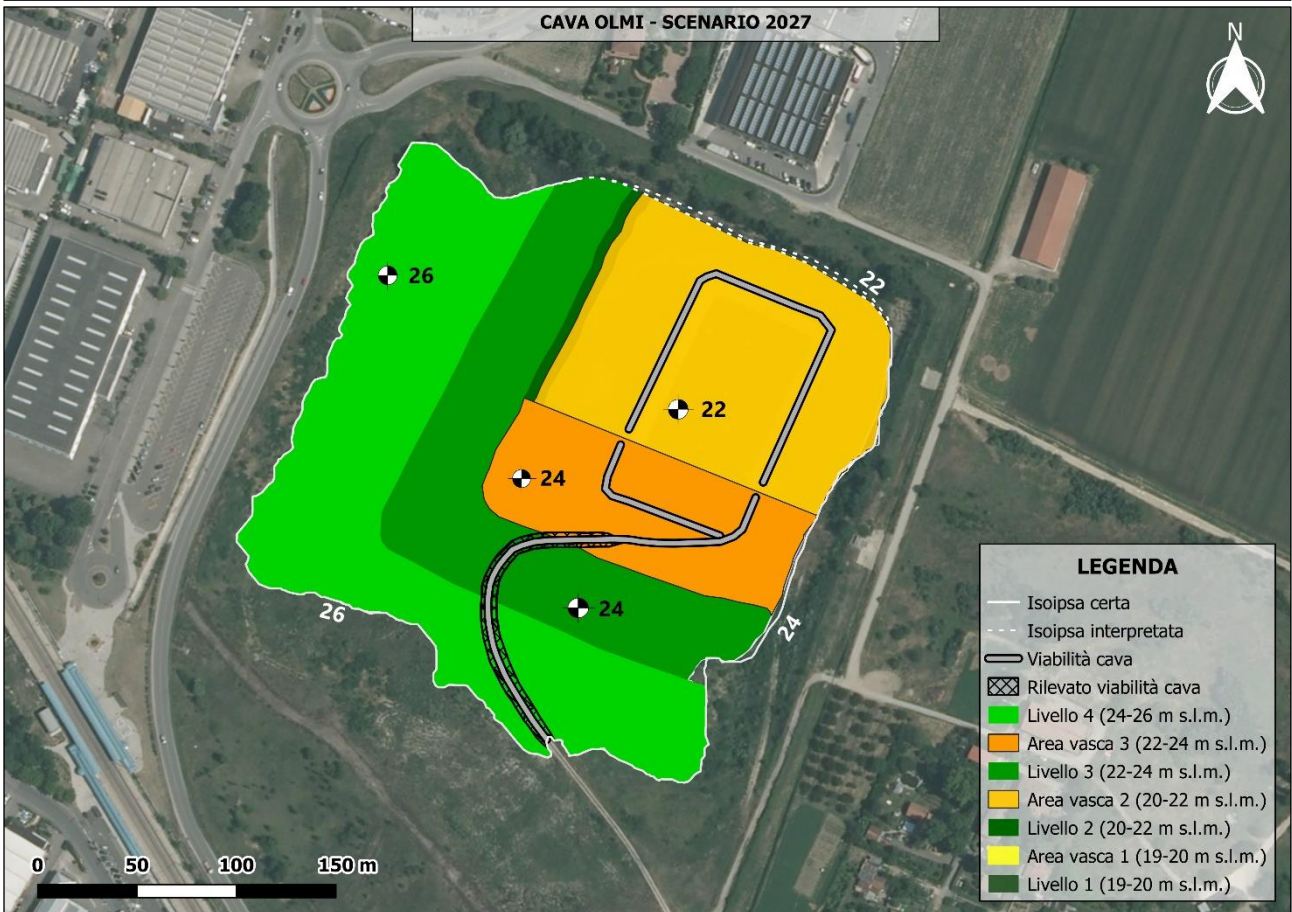 CAVA OLMI - SCENARIO 2027
N
26
22
22
24
24
26
24
LEGENDA
Isoipsa certa
Isoipsa interpretata
Viabilità cava
Rilevato viabilità cava
Livello 4 (24-26 m s.l.m.)
Area vasca 3 (22-24 m s.l.m.)
Livello 3 (22-24 m s.l.m.)
Area vasca 2 (20-22 m s.l.m.)
Livello 2 (20-22 m s.l.m.)
Area vasca 1 (19-20 m s.l.m.)
Livello 1 (19-20 m s.l.m.)
0 50 100 150 m